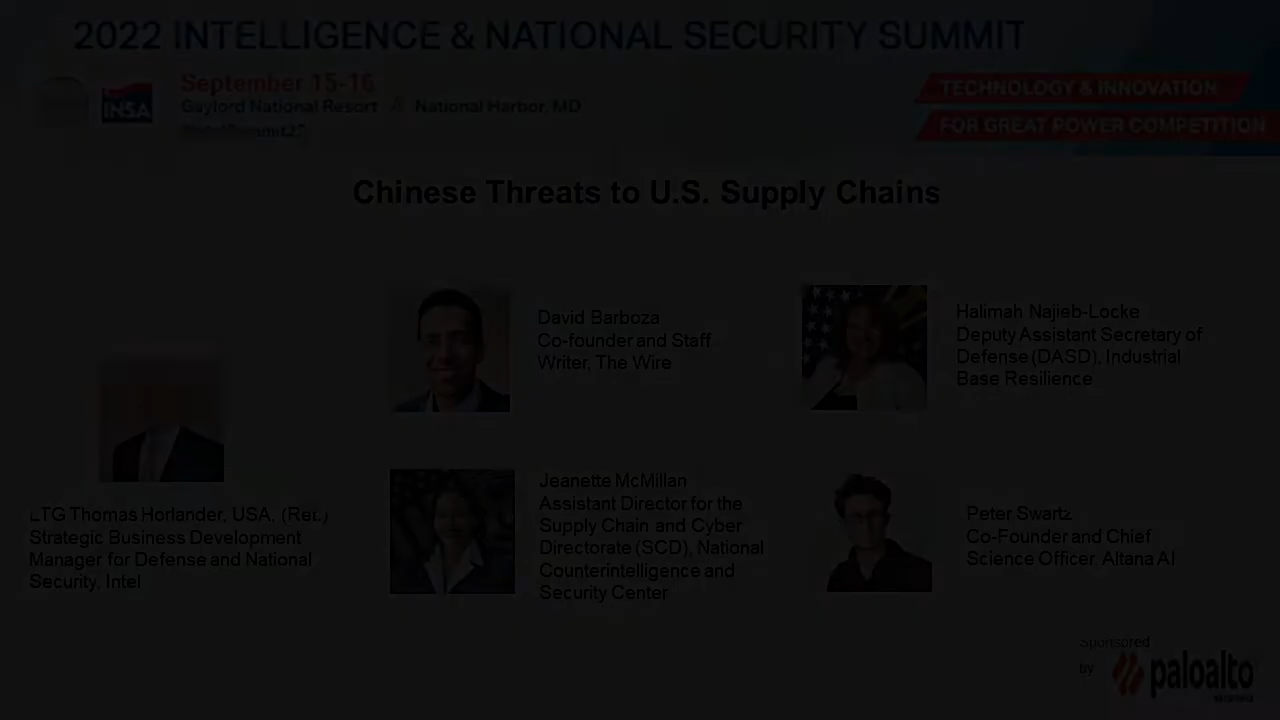 2022 INTELLIGENCE & NATIONAL SECURITY SUMMIT
September 15-16
INSA
Gaylord National Resort
National Harbor, MD
TECHNOLOGY & INNOVATION
FOR GREAT POWER COMPETITION
Chinese Threats to U.S. Supply Chains
David Barboza
Co-founder and Staff
Writer, The Wire
Halimah Najieb-Locke
Deputy Assistant Secretary of
Defense (DASD), Industrial
Base Resilience
LTG Thomas Horlander, USA, (Ret.)
Strategic Business Development
Manager for Defense and National
Security, Intel
Jeanette McMillan
Assistant Director for the
Supply Chain and Cyber
Directorate (SCD), National
Counterintelligence and
Security Center
Peter Swartz
Co-Founder and Chief
Science Officer, Altana AI
Sponsored
by
paloalto